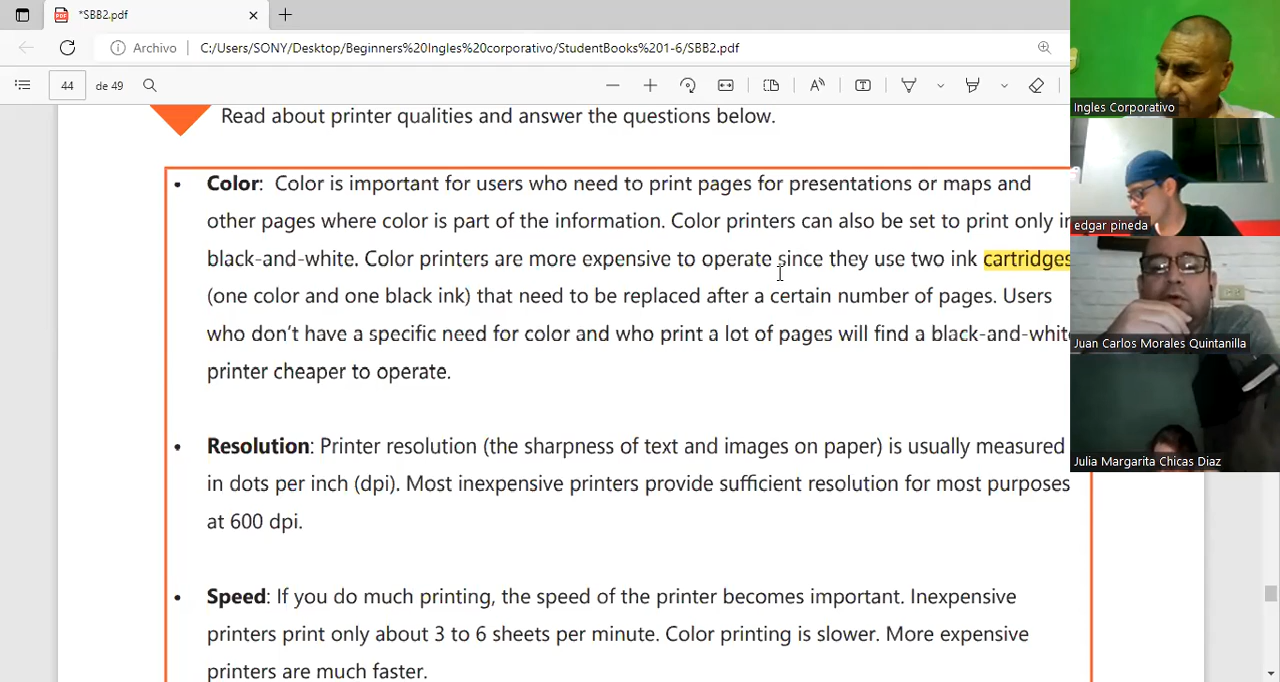 *SBB2.pdf
Archivo | C:/Users/SONY/Desktop/Beginners%20Ingles%20corporativo/StudentBooks%201-6/SBB2.pdf
44 de 49
Read about printer qualities and answer the questions below.
• Color: Color is important for users who need to print pages for presentations or maps and
other pages where color is part of the information. Color printers can also be set to print only
black-and-white. Color printers are more expensive to operate since they use two ink cartridges
(one color and one black ink) that need to be replaced after a certain number of pages. Users
who don't have a specific need for color and who print a lot of pages will find a black-and-white
printer cheaper to operate.
• Resolution: Printer resolution (the sharpness of text and images on paper) is usually measured
in dots per inch (dpi). Most inexpensive printers provide sufficient resolution for most purposes
at 600 dpi.
• Speed: If you do much printing, the speed of the printer becomes important. Inexpensive
printers print only about 3 to 6 sheets per minute. Color printing is slower. More expensive
printers are much faster.
Ingles Corporativo
edgar pineda
Juan Carlos Morales Quintanilla
Julia Margarita Chicas Diaz